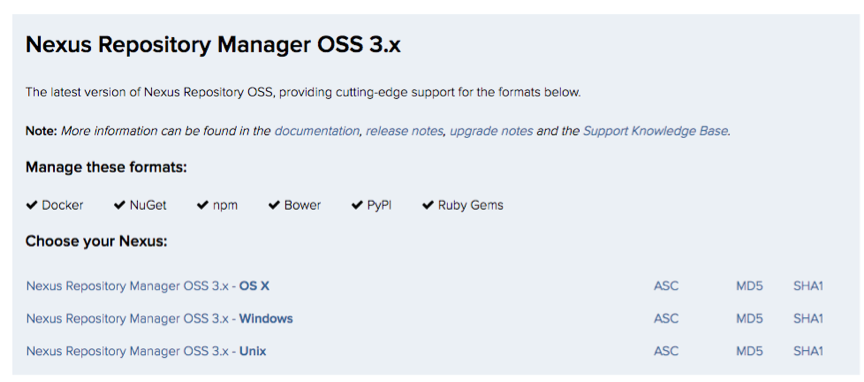 Nexus Repository Manager OSS 3.x
The latest version of Nexus Repository OSS, providing cutting-edge support for the formats below.
Note: More information can be found in the documentation, release notes, upgrade notes and the Support Knowledge Base.
Manage these formats:
✔ Docker ✔ NuGet ✔ npm ✔ Bower ✔ PyPI ✔ Ruby Gems
Choose your Nexus:
Nexus Repository Manager OSS 3.x - OS X ASC MD5 SHA1
Nexus Repository Manager OSS 3.x - Windows ASC MD5 SHA1
Nexus Repository Manager OSS 3.x - Unix ASC MD5 SHA1